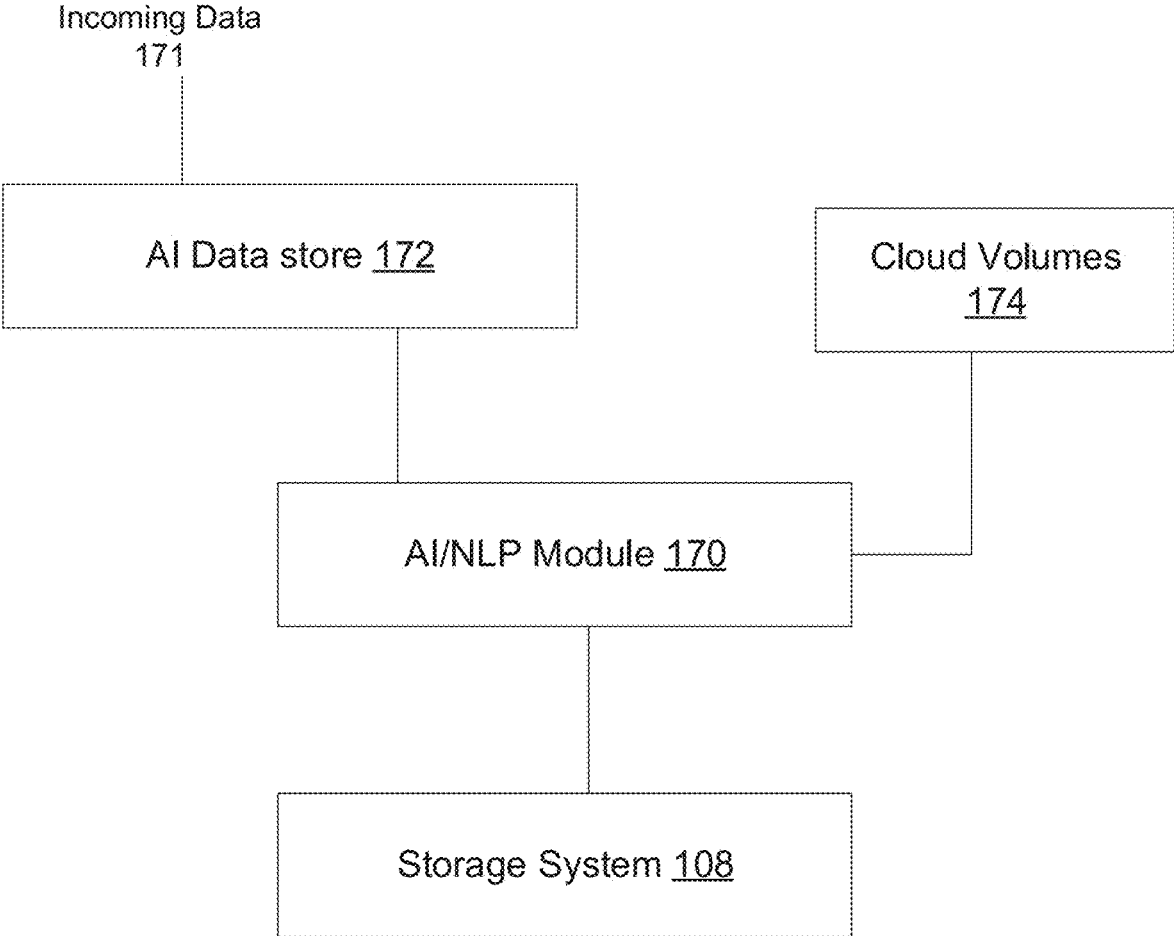 Incoming Data
171
AI Data store 172
Cloud Volumes
174
AI/NLP Module 170
Storage System 108